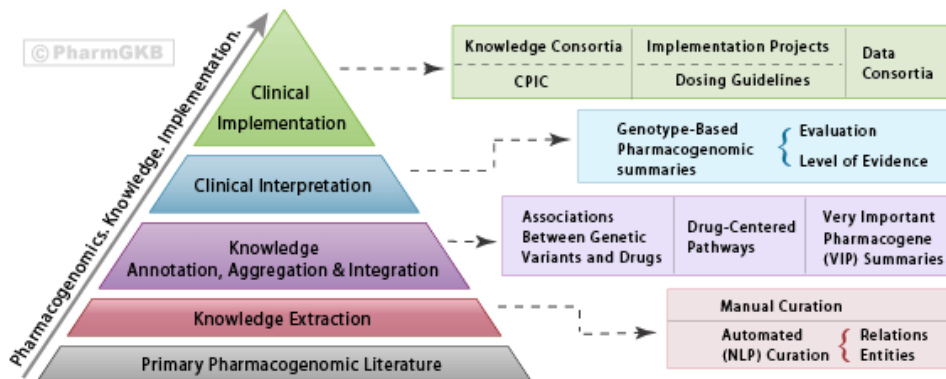 © PharmGKB
Pharmacogenomics. Knowledge. Implementation.
Clinical
Implementation
Knowledge Consortia
CPIC
Implementation Projects
Dosing Guidelines
Data
Consortia
Clinical Interpretation
Genotype-Based
Pharmacogenomic
summaries
Evaluation
Level of Evidence
Knowledge
Annotation, Aggregation & Integration
Associations
Between Genetic
Variants and Drugs
Drug-Centered
Pathways
Very Important
Pharmacogene
(VIP) Summaries
Knowledge Extraction
Manual Curation
Automated
(NLP) Curation
Relations
Entities
Primary Pharmacogenomic Literature